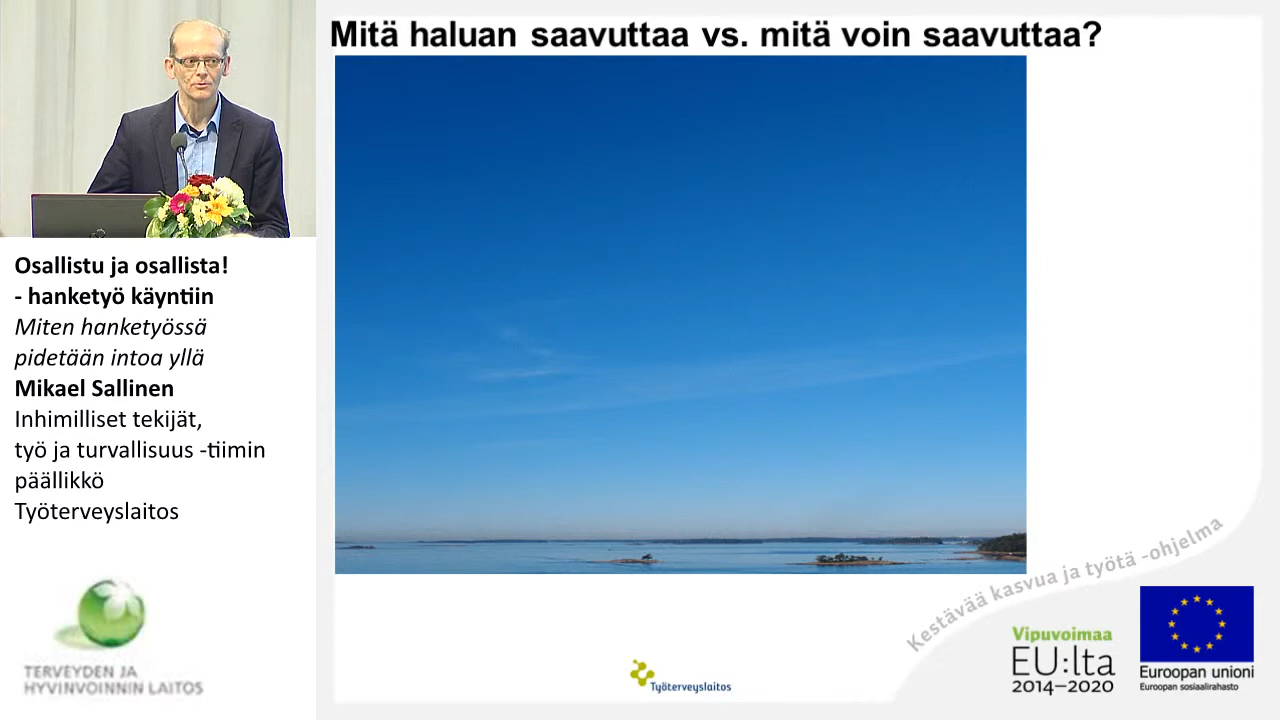 Mitä haluan saavuttaa vs. mitä voin saavuttaa?
Osallistu ja osallista!
- hanketyö käyntiin
Miten hanketyössä
pidetään intoa yllä
Mikael Sallinen
Inhimilliset tekijät,
työ ja turvallisuus -tiimin
päällikkö
Työterveyslaitos
TERVEYDEN JA
HYVINVOINNIN LAITOS
Työterveyslaitos
Kestävää kasvua ja työtä -ohjelma
Vipuvoimaa
EU:lta
2014–2020
Euroopan unioni
Euroopan sosiaalirahasto